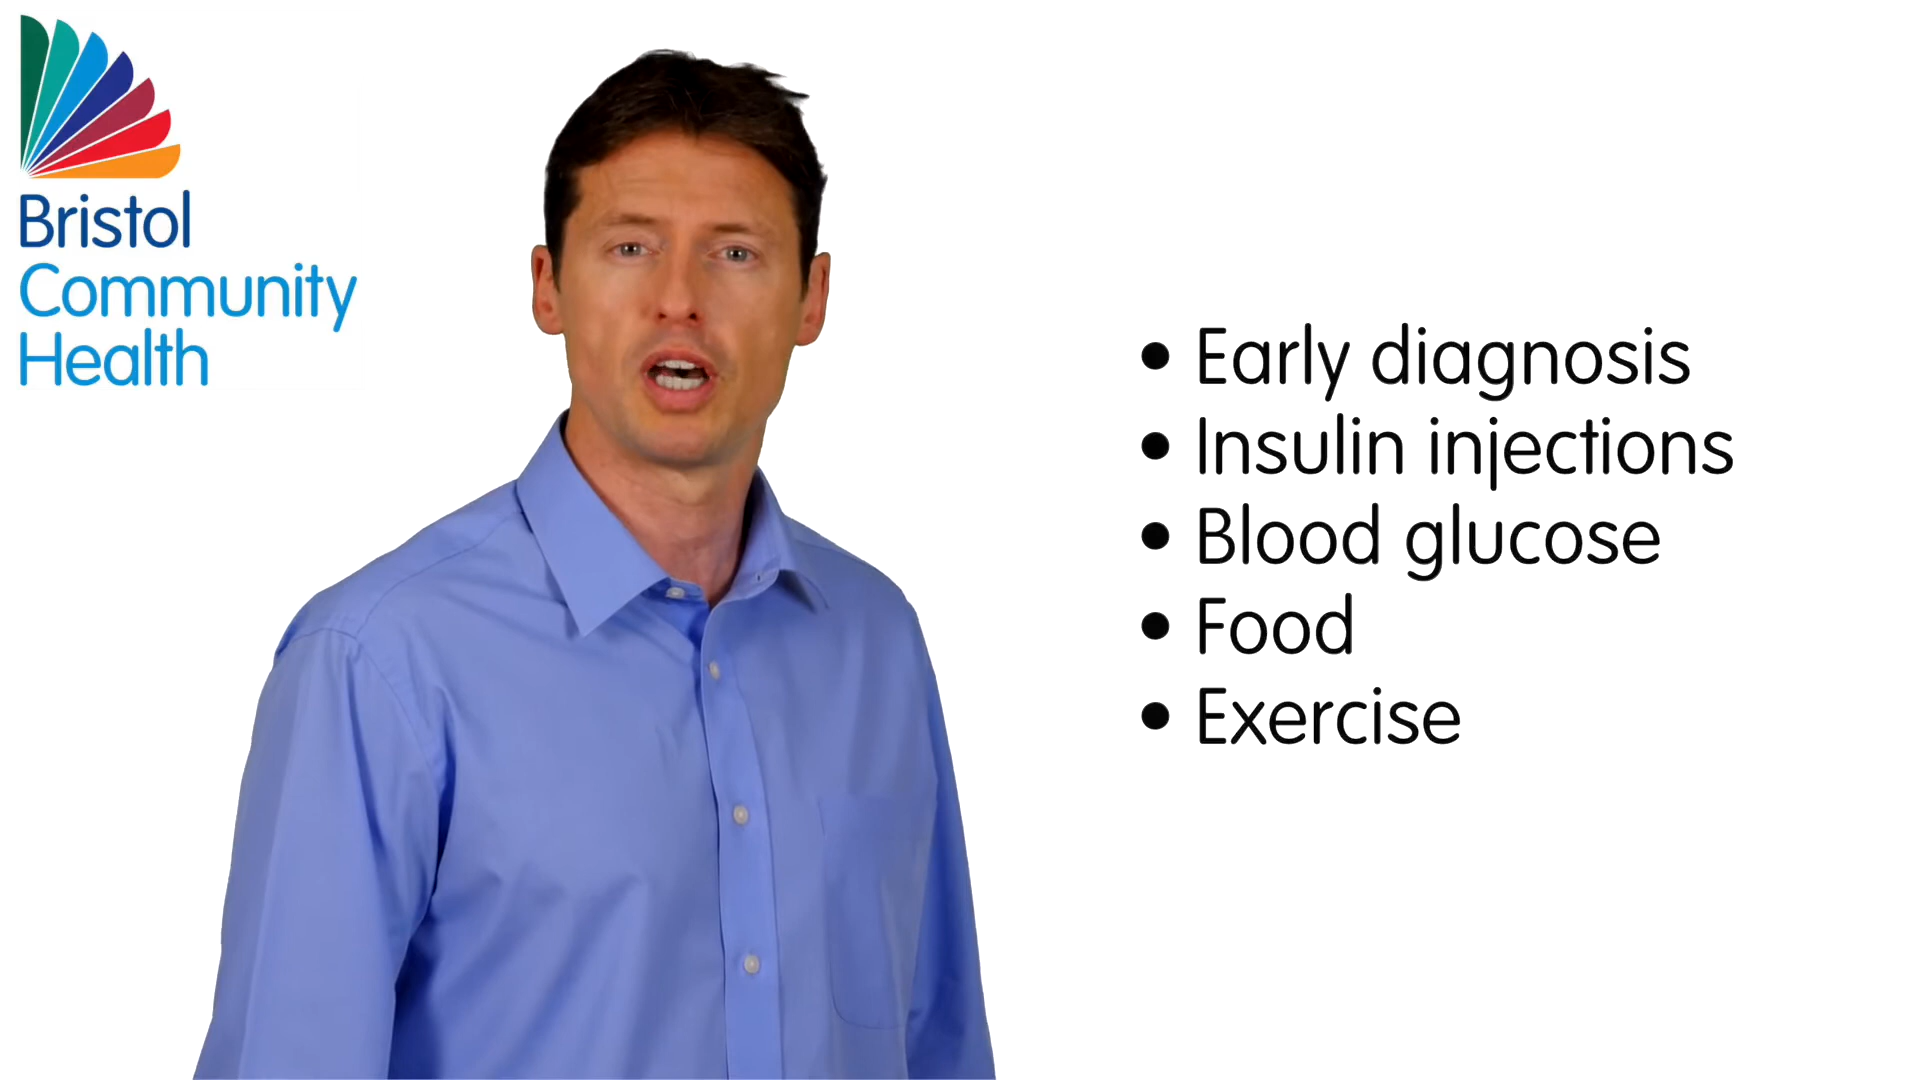 Bristol
Community
Health
• Early diagnosis
• Insulin injections
• Blood glucose
• Food
• Exercise